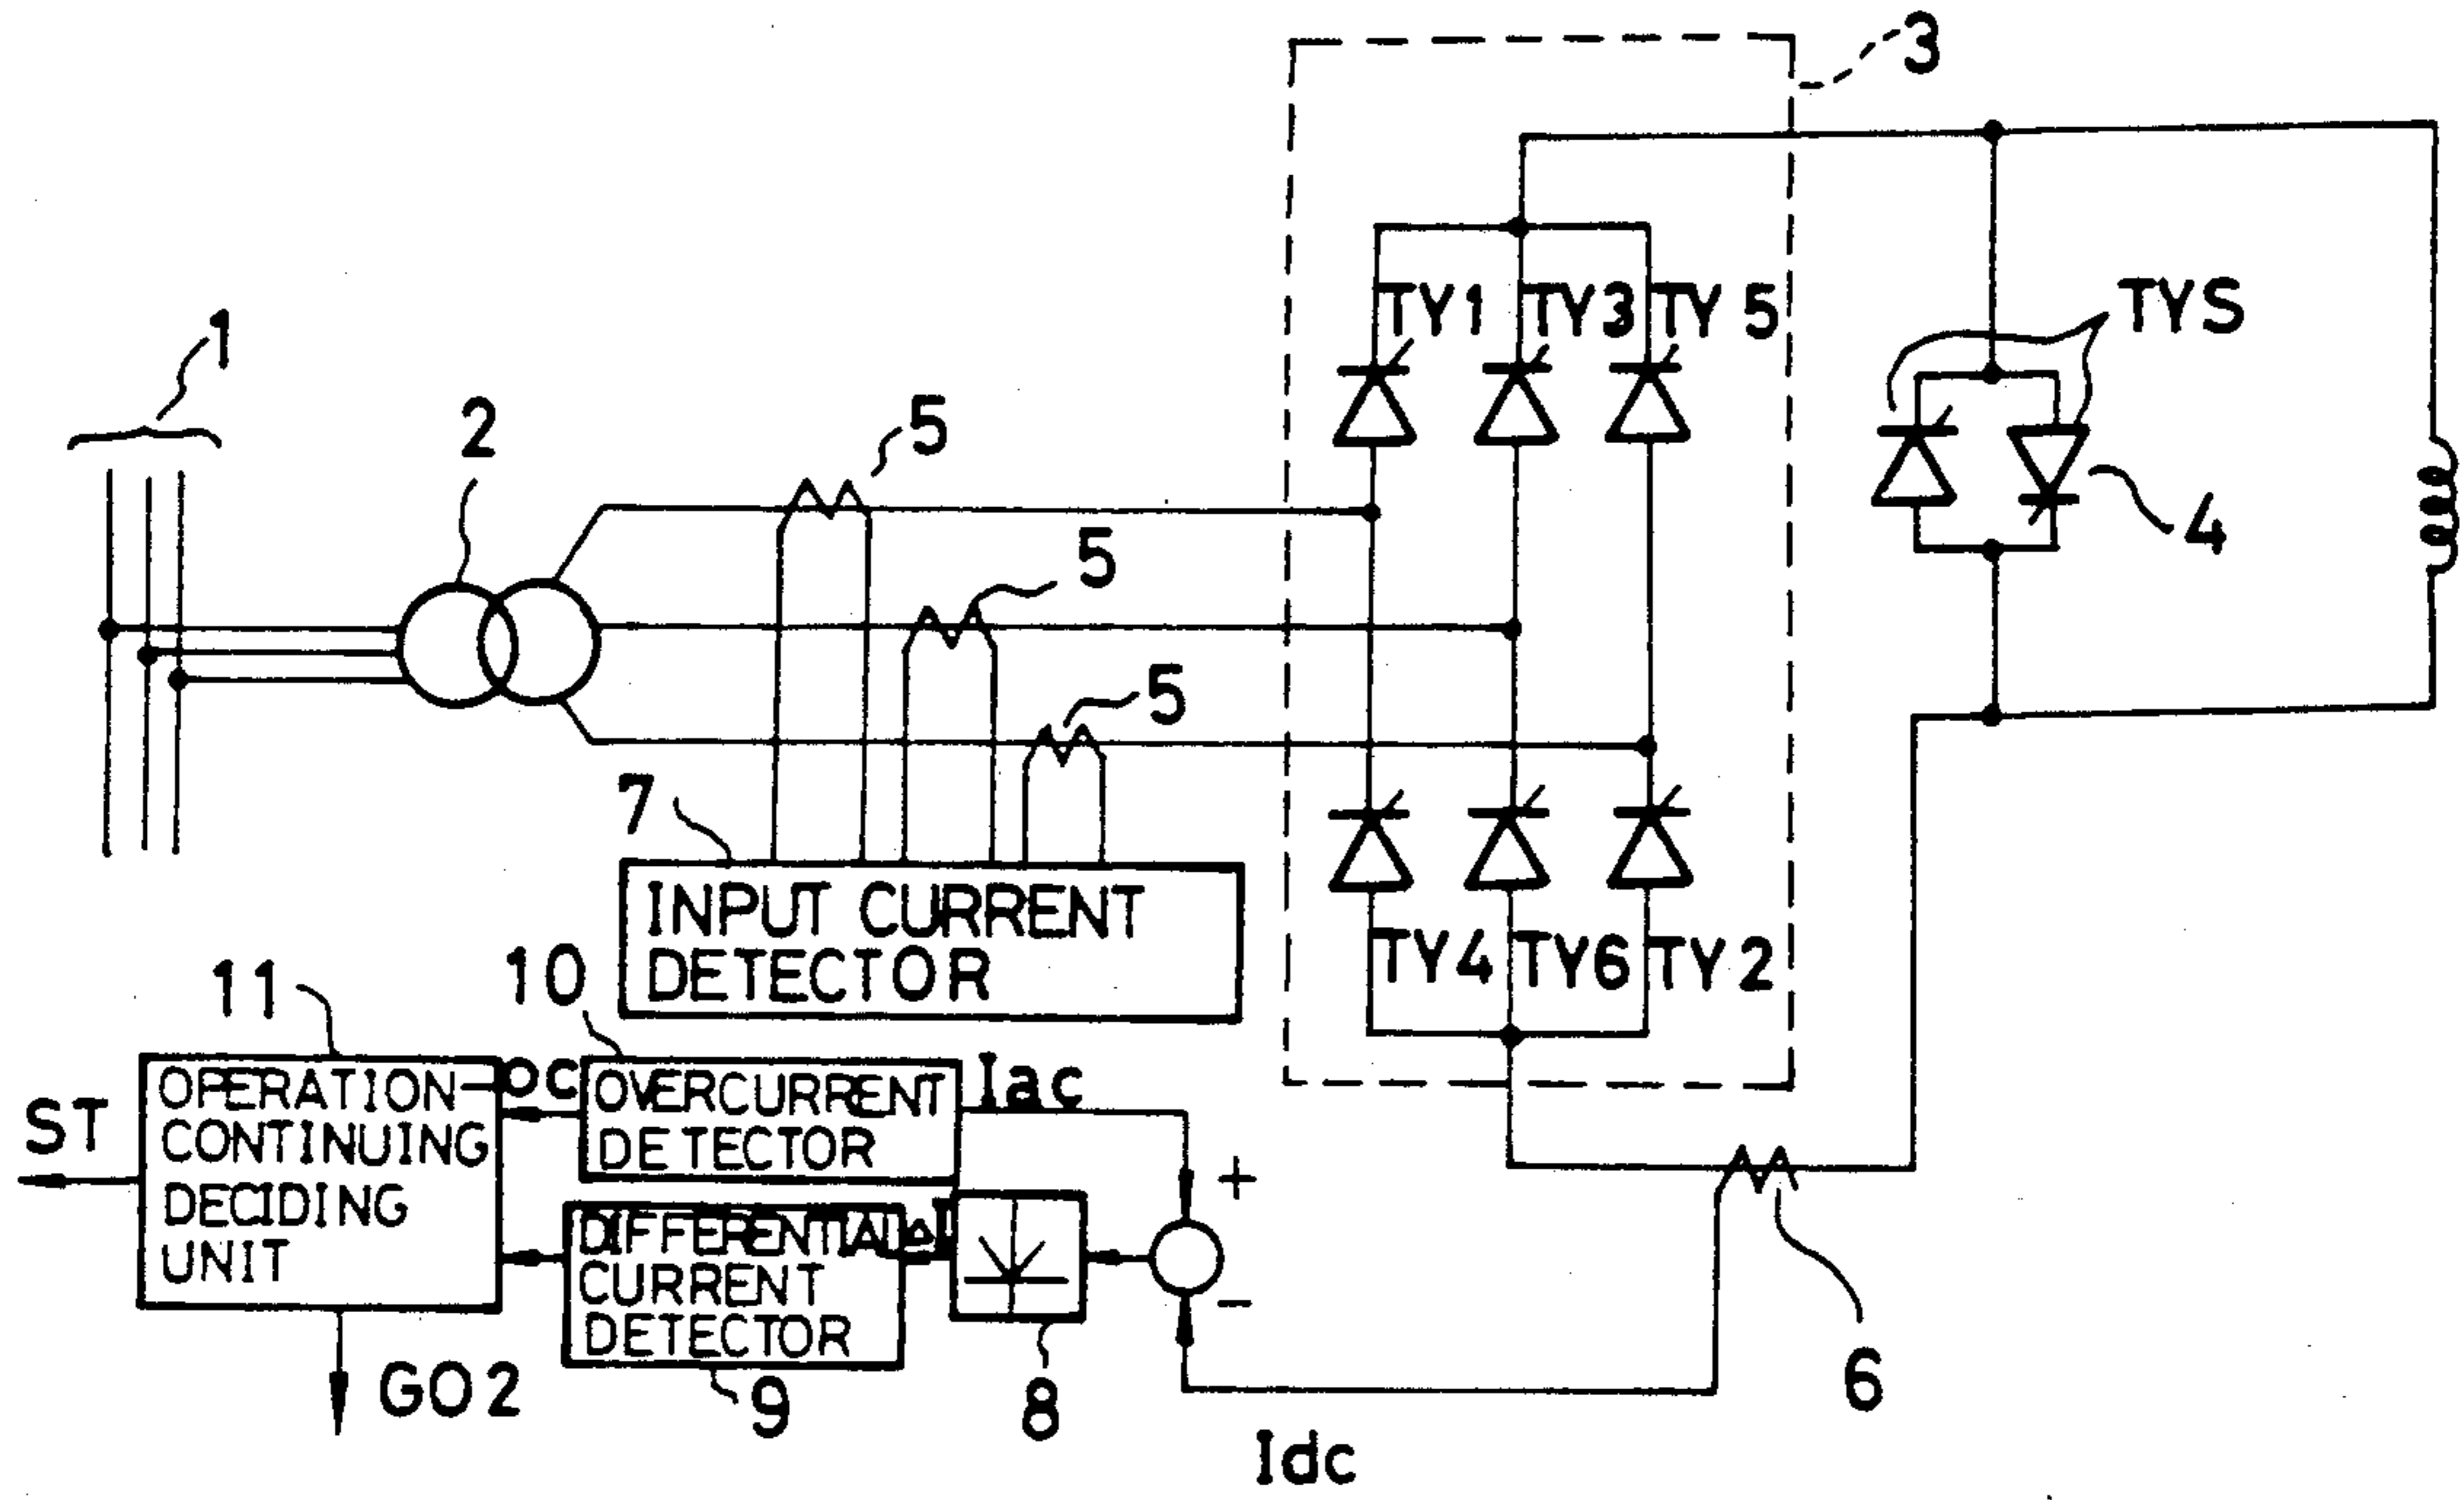 3
1
TY1 TY3 TY5
TYS
2
5
5
4
5
7
INPUT CURRENT
DETECTOR
TY4 TY6 TY2
11
10
OPERATION-
CONTINUING
DECIDING
UNIT
OC
OVERCURRENT
DETECTOR
Iac
ST
+
DIFFERENTIAL
CURRENT
DETECTOR
-
GO2
9
8
6
Idc